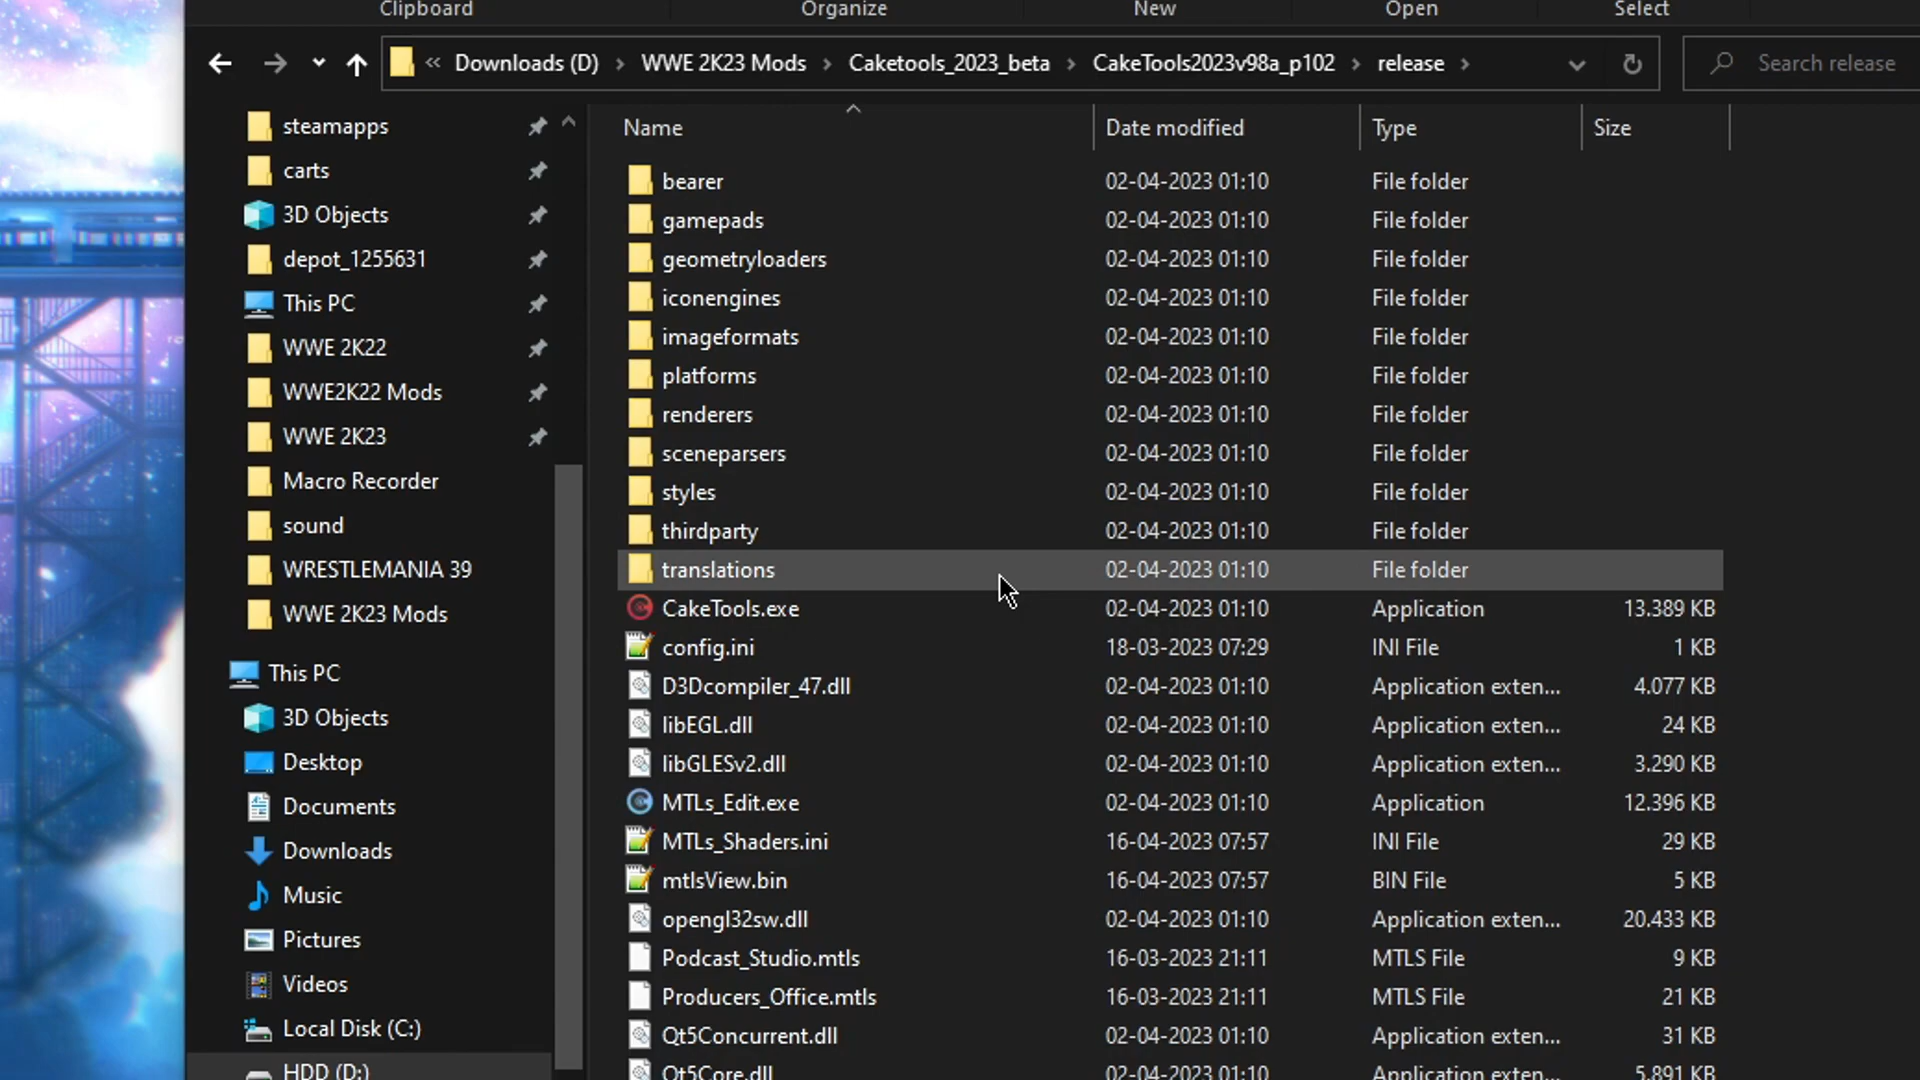 Clipboard Organize New Open Select
« Downloads (D) › WWE 2K23 Mods › Caketools_2023_beta › CakeTools2023v98a_p102 › release › Search release
Name Date modified Type Size
steamapps
carts
3D Objects
depot_1255631
This PC
WWE 2K22
WWE2K22 Mods
WWE 2K23
Macro Recorder
sound
WRESTLEMANIA 39
WWE 2K23 Mods
This PC
3D Objects
Desktop
Documents
Downloads
Music
Pictures
Videos
Local Disk (C:)
HDD (D:)
bearer 02-04-2023 01:10 File folder
gamepads 02-04-2023 01:10 File folder
geometryloaders 02-04-2023 01:10 File folder
iconengines 02-04-2023 01:10 File folder
imageformats 02-04-2023 01:10 File folder
platforms 02-04-2023 01:10 File folder
renderers 02-04-2023 01:10 File folder
sceneparsers 02-04-2023 01:10 File folder
styles 02-04-2023 01:10 File folder
thirdparty 02-04-2023 01:10 File folder
translations 02-04-2023 01:10 File folder
CakeTools.exe 02-04-2023 01:10 Application 13.389 KB
config.ini 18-03-2023 07:29 INI File 1 KB
D3Dcompiler_47.dll 02-04-2023 01:10 Application exten... 4.077 KB
libEGL.dll 02-04-2023 01:10 Application exten... 24 KB
libGLESv2.dll 02-04-2023 01:10 Application exten... 3.290 KB
MTLs_Edit.exe 02-04-2023 01:10 Application 12.396 KB
MTLs_Shaders.ini 16-04-2023 07:57 INI File 29 KB
mtlsView.bin 16-04-2023 07:57 BIN File 5 KB
opengl32sw.dll 02-04-2023 01:10 Application exten... 20.433 KB
Podcast_Studio.mtls 16-03-2023 21:11 MTLS File 9 KB
Producers_Office.mtls 16-03-2023 21:11 MTLS File 21 KB
Qt5Concurrent.dll 02-04-2023 01:10 Application exten... 31 KB
Qt5Core.dll 02-04-2023 01:10 Application exten... 5.891 KB